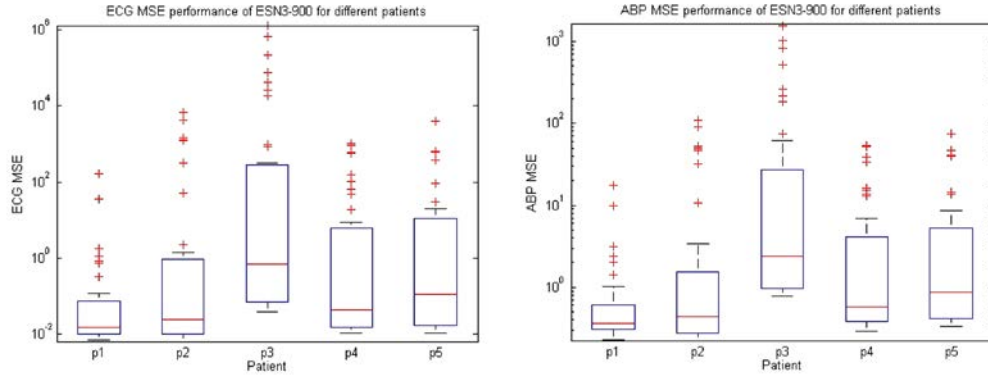 ECG MSE performance of ESN3-900 for different patients
10^6
10^4
10^2
10^0
10^-2
ECG MSE
p1 p2 p3 p4 p5
Patient
ABP MSE performance of ESN3-900 for different patients
10^3
10^2
10^1
10^0
ABP MSE
p1 p2 p3 p4 p5
Patient